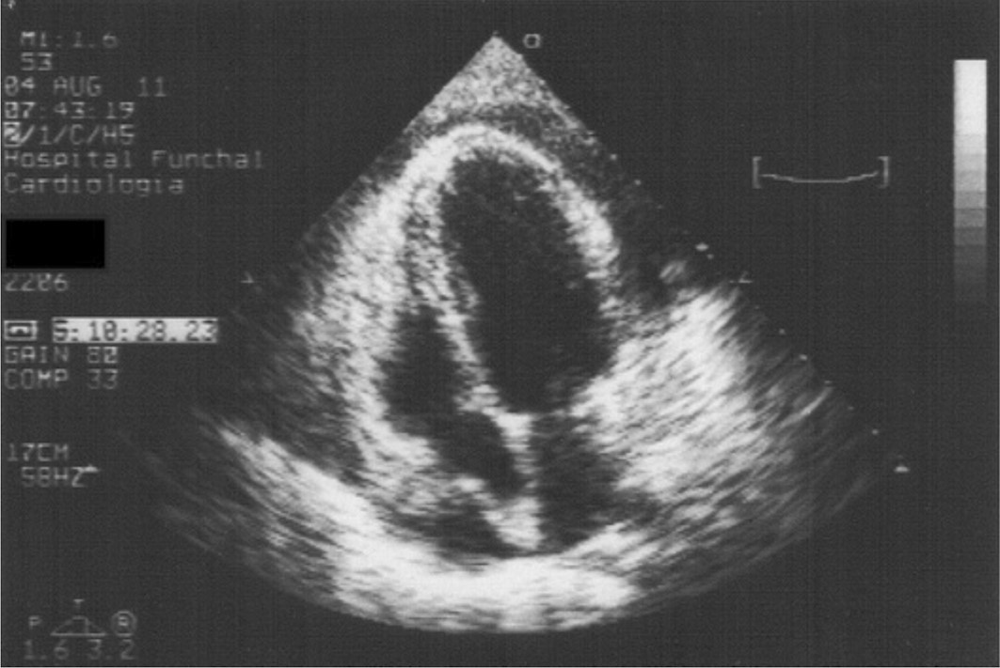 MI:1.6
53
04 AUG 11
07:43:19
2/1/C/H5
Hospital Funchal
Cardiologia
2206
5:10:28.23
GAIN 80
COMP 33
17CM
58HZ
T
P R
1.6 3.2